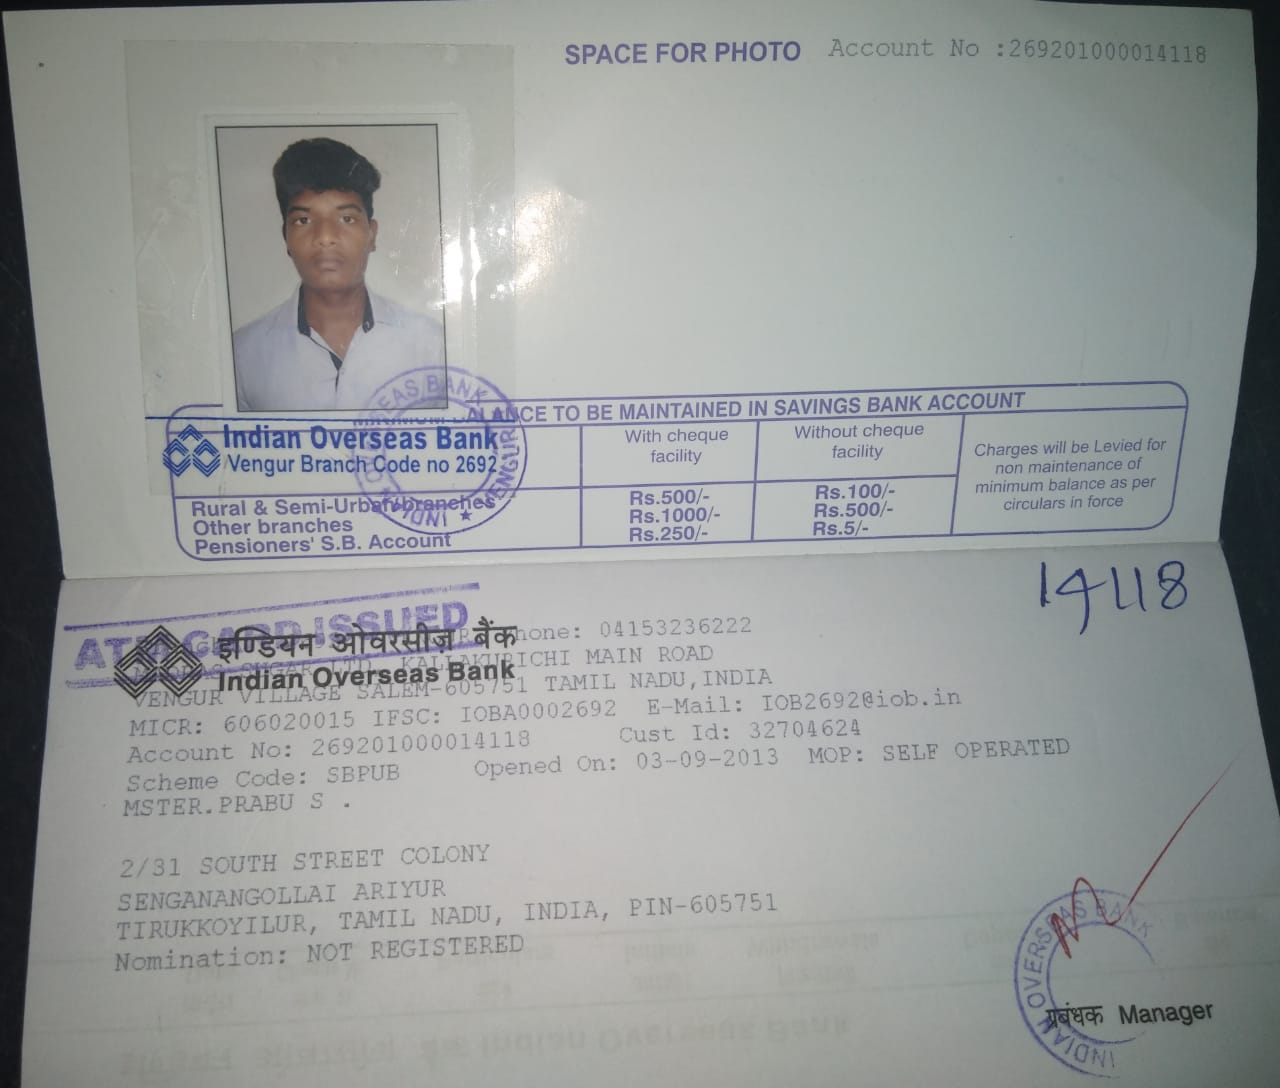 SPACE FOR PHOTO Account No :269201000014118
BALANCE TO BE MAINTAINED IN SAVINGS BANK ACCOUNT
Indian Overseas Bank
Vengur Branch Code no 2692
With cheque facility
Without cheque facility
Charges will be Levied for
non maintenance of
minimum balance as per
circulars in force
Rural & Semi-Urban branches Rs.500/- Rs.100/-
Other branches Rs.1000/- Rs.500/-
Pensioners' S.B. Account Rs.250/- Rs.5/-
INDIAN OVERSEAS BANK VENGUR
14118
ATM CARD ISSUED
इण्डियन ओवरसीज़ बैंक
Indian Overseas Bank
Phone: 04153236222
SUGAR LTD, KALLAKURICHI MAIN ROAD
VENGUR VILLAGE SALEM-605751 TAMIL NADU,INDIA
MICR: 606020015 IFSC: IOBA0002692 E-Mail: IOB2692@iob.in
Account No: 269201000014118 Cust Id: 32704624
Scheme Code: SBPUB Opened On: 03-09-2013 MOP: SELF OPERATED
MSTER.PRABU S .
2/31 SOUTH STREET COLONY
SENGANANGOLLAI ARIYUR
TIRUKKOYILUR, TAMIL NADU, INDIA, PIN-605751
Nomination: NOT REGISTERED
INDIAN OVERSEAS BANK
प्रबंधक Manager